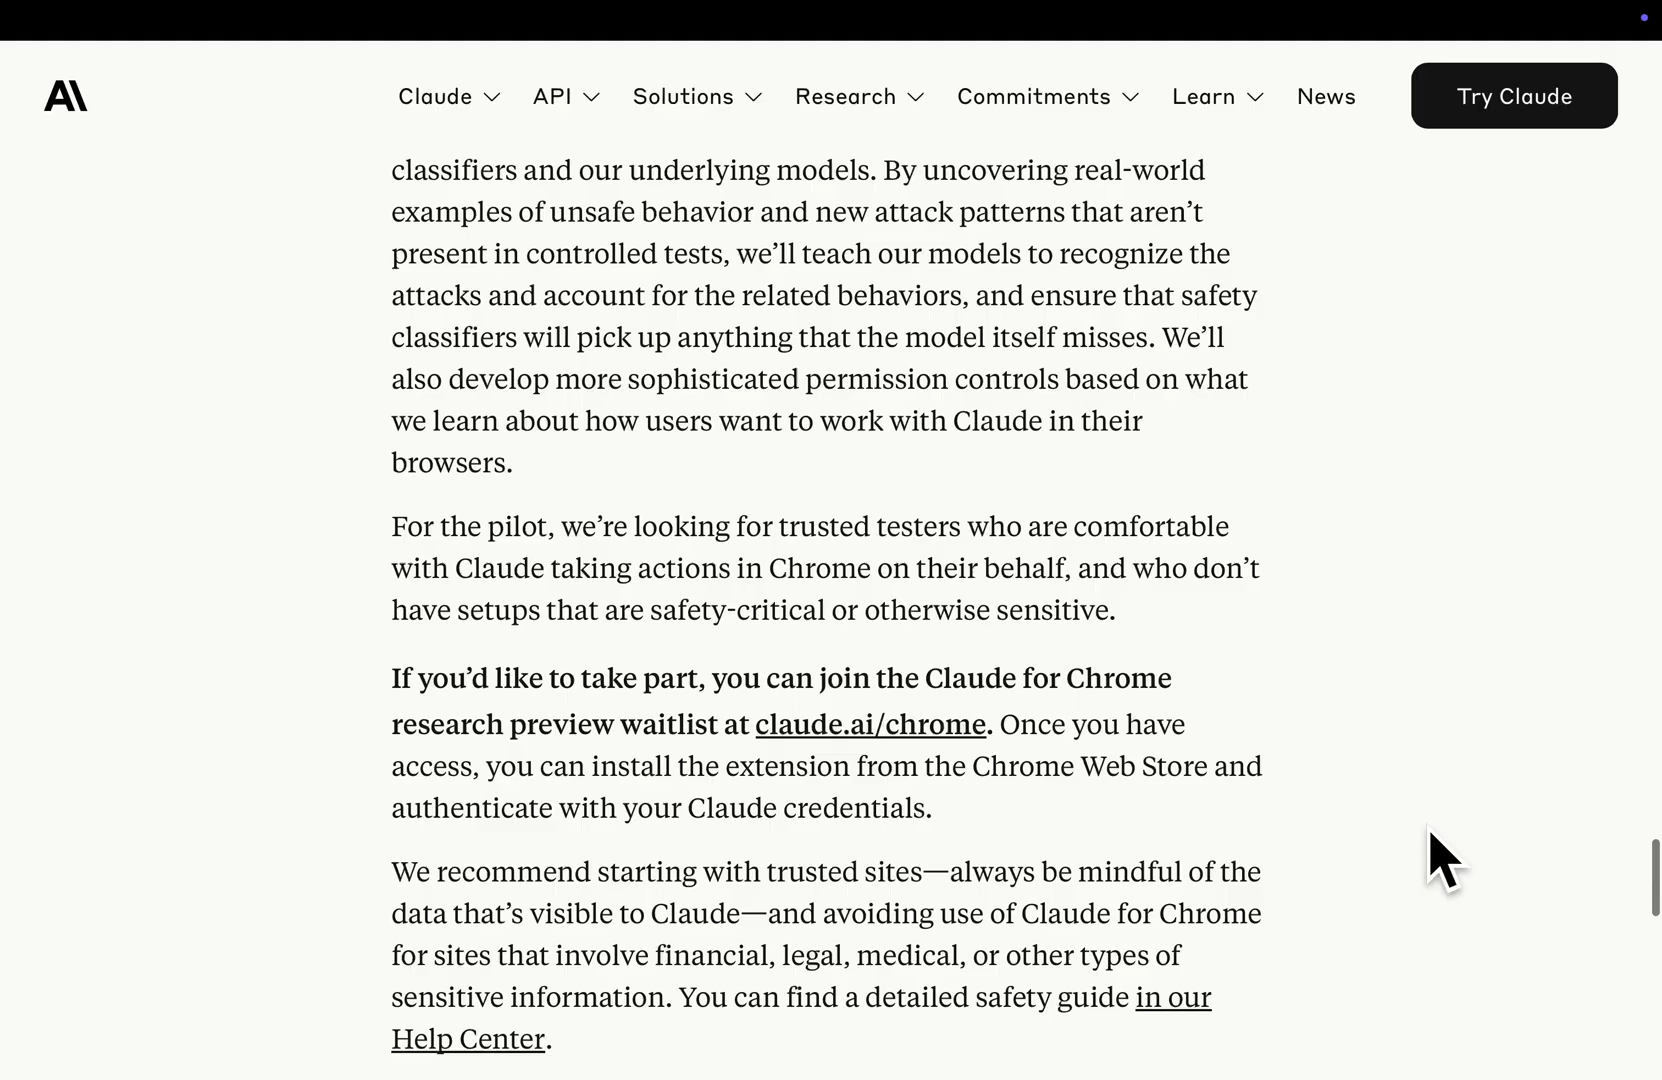 Claude API Solutions Research Commitments Learn News Try Claude
classifiers and our underlying models. By uncovering real-world
examples of unsafe behavior and new attack patterns that aren’t
present in controlled tests, we’ll teach our models to recognize the
attacks and account for the related behaviors, and ensure that safety
classifiers will pick up anything that the model itself misses. We’ll
also develop more sophisticated permission controls based on what
we learn about how users want to work with Claude in their
browsers.
For the pilot, we’re looking for trusted testers who are comfortable
with Claude taking actions in Chrome on their behalf, and who don’t
have setups that are safety-critical or otherwise sensitive.
If you’d like to take part, you can join the Claude for Chrome
research preview waitlist at claude.ai/chrome. Once you have
access, you can install the extension from the Chrome Web Store and
authenticate with your Claude credentials.
We recommend starting with trusted sites—always be mindful of the
data that’s visible to Claude—and avoiding use of Claude for Chrome
for sites that involve financial, legal, medical, or other types of
sensitive information. You can find a detailed safety guide in our
Help Center.